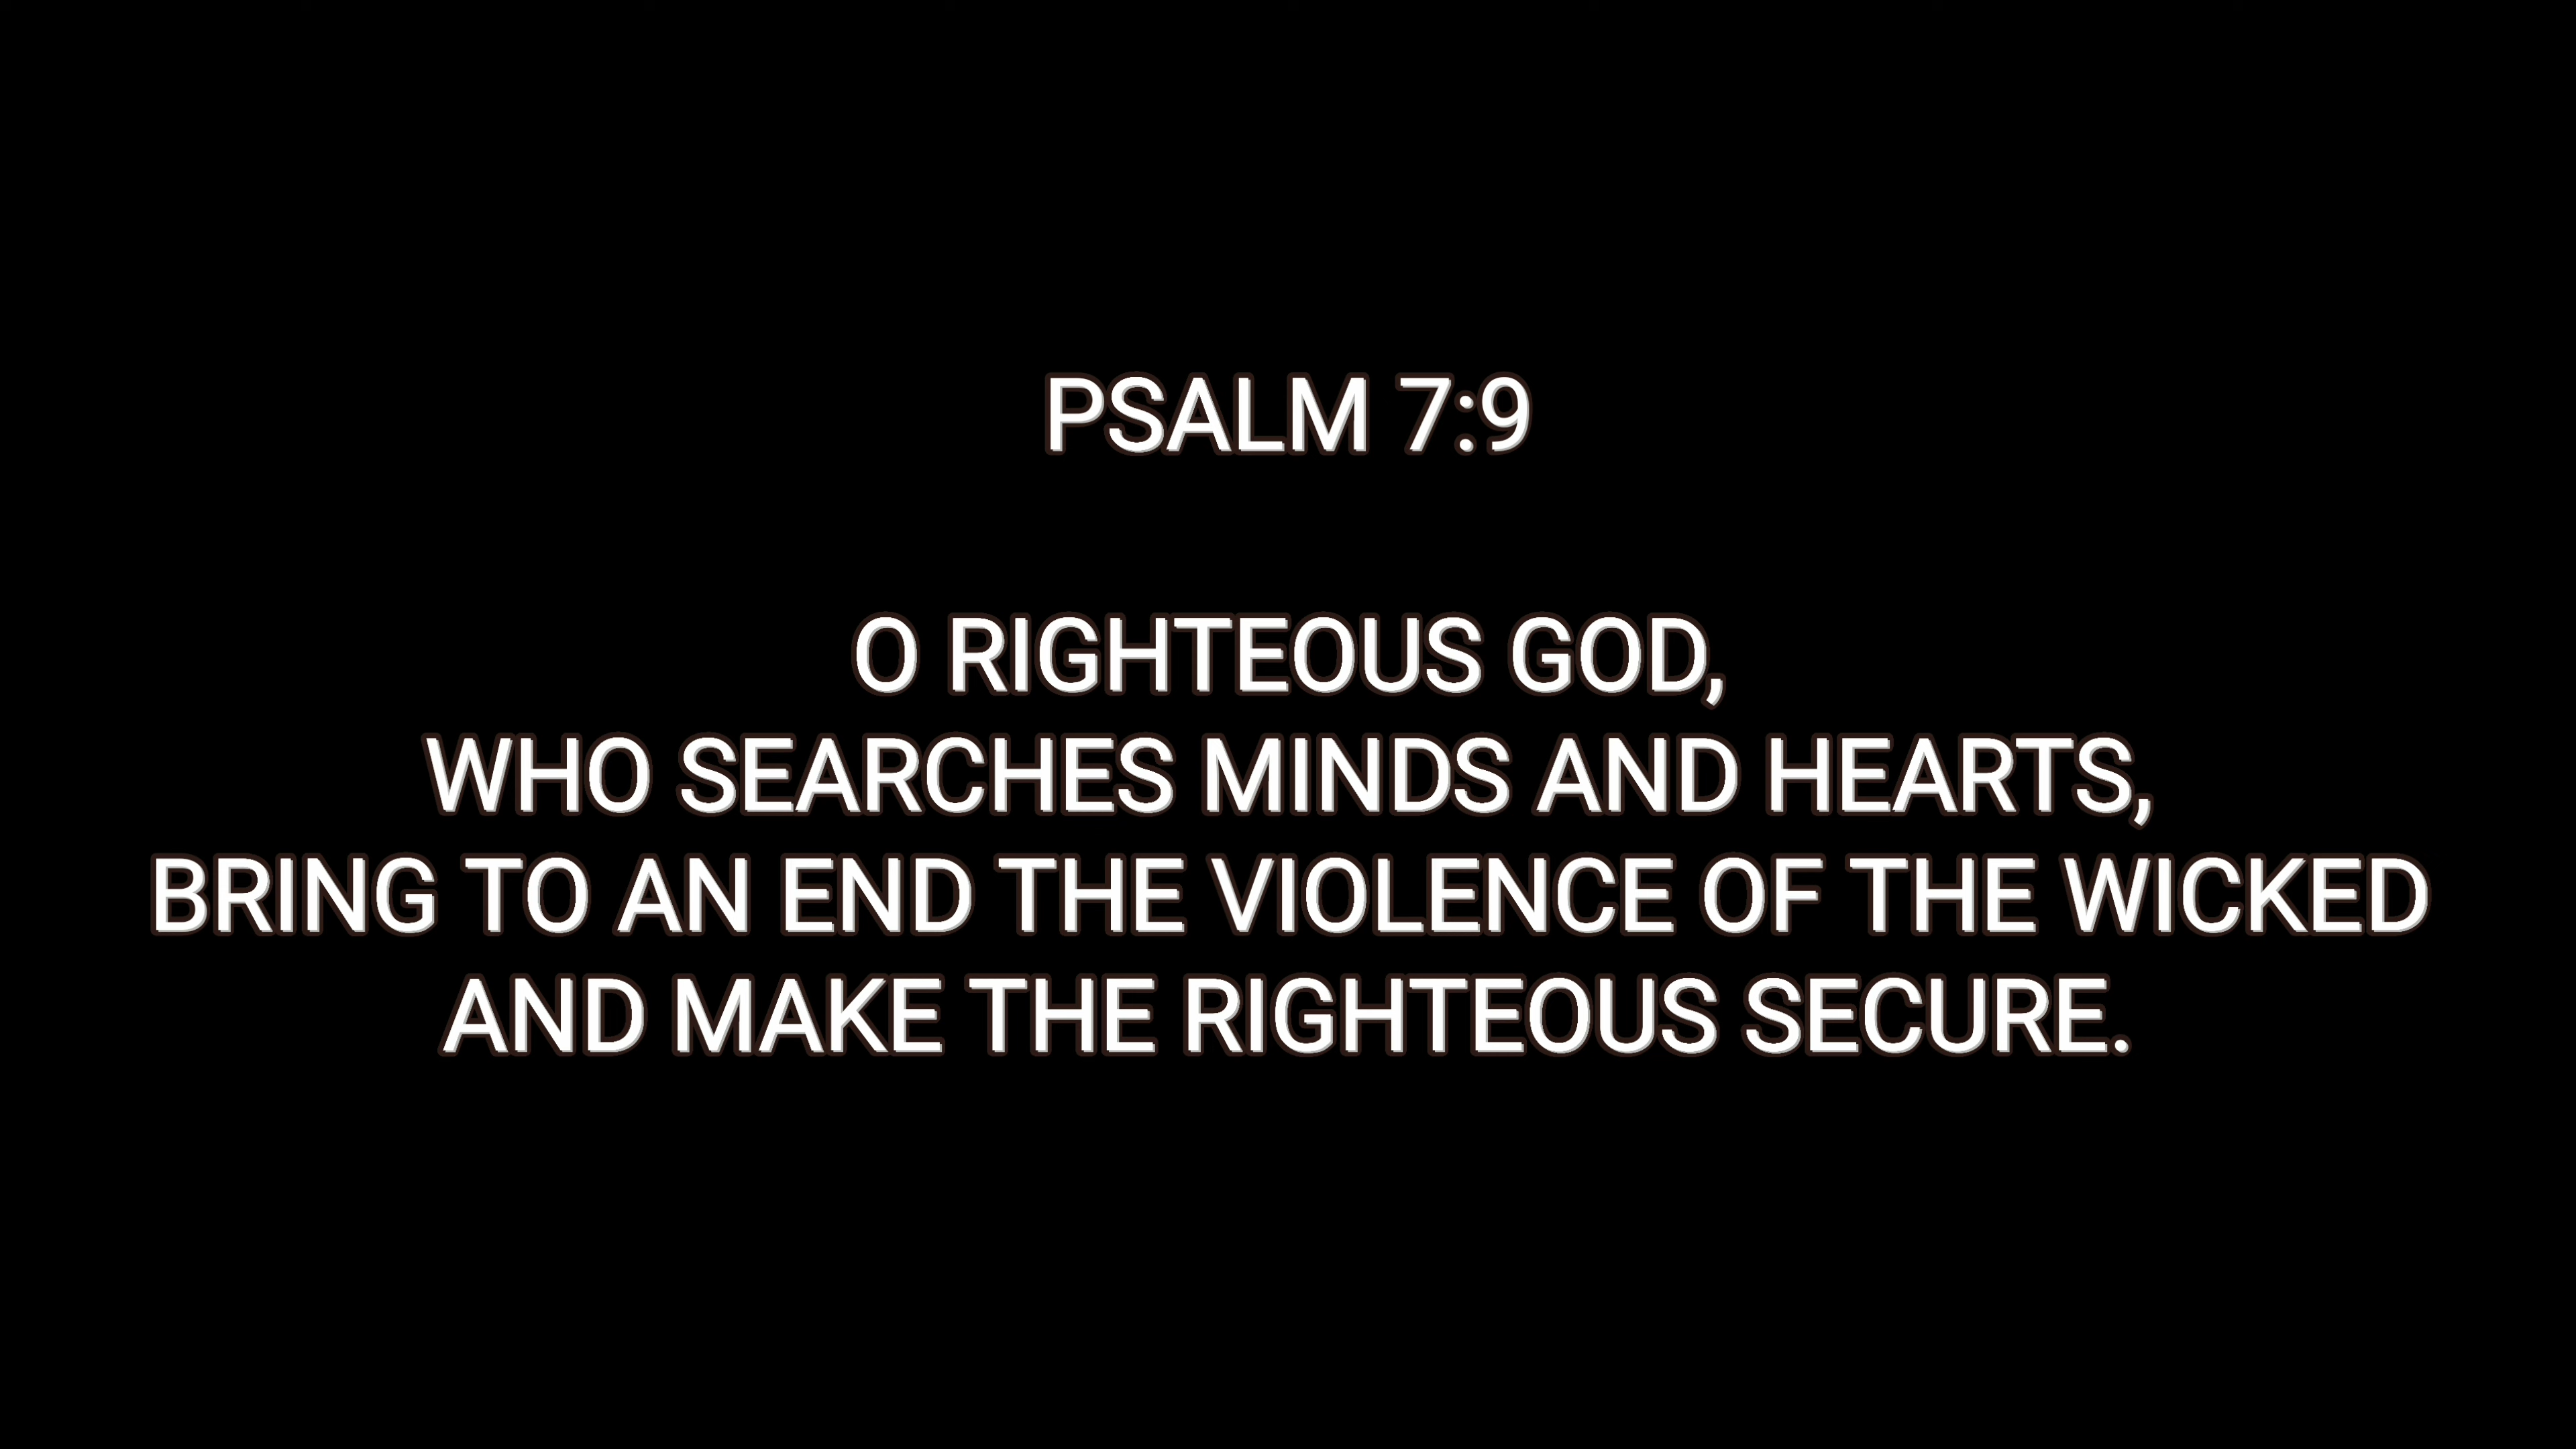 PSALM 7:9
O RIGHTEOUS GOD,
WHO SEARCHES MINDS AND HEARTS,
BRING TO AN END THE VIOLENCE OF THE WICKED
AND MAKE THE RIGHTEOUS SECURE.